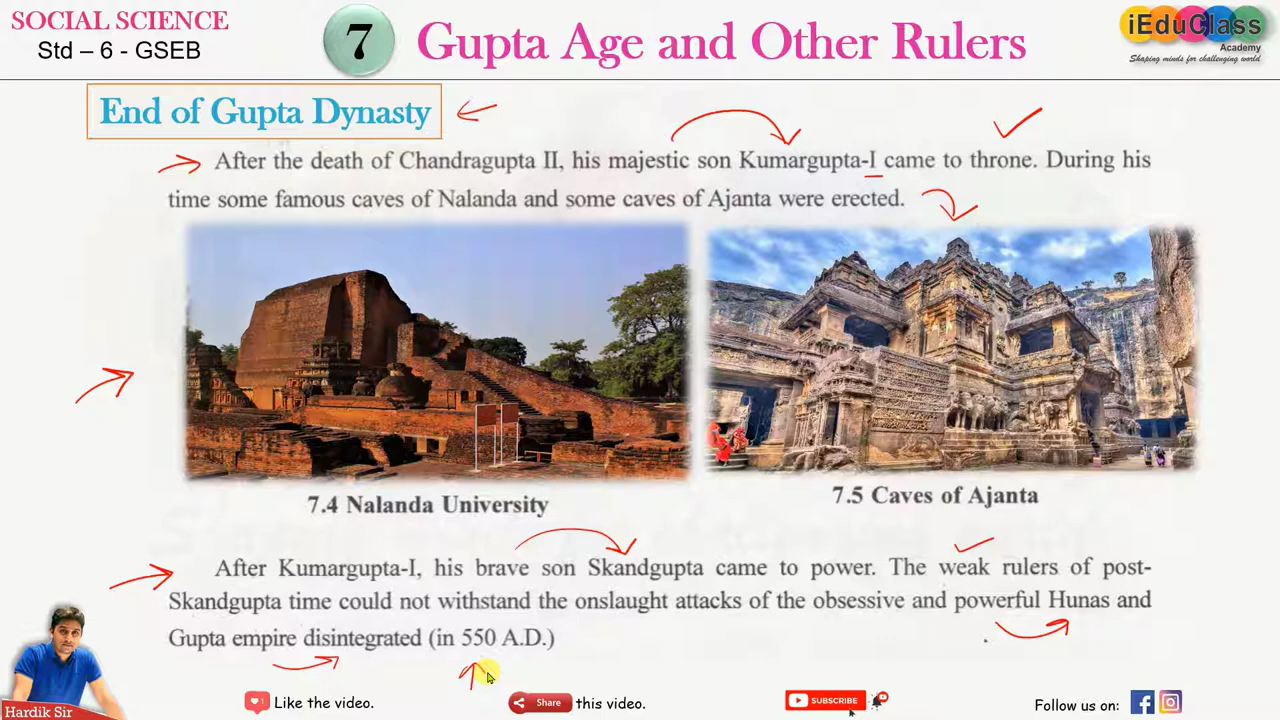 SOCIAL SCIENCE
Std – 6 - GSEB
7 Gupta Age and Other Rulers
iEduClass
Academy
Shaping minds for challenging world
End of Gupta Dynasty
After the death of Chandragupta II, his majestic son Kumargupta-I came to throne. During his
time some famous caves of Nalanda and some caves of Ajanta were erected.
7.4 Nalanda University
7.5 Caves of Ajanta
After Kumargupta-I, his brave son Skandgupta came to power. The weak rulers of post-
Skandgupta time could not withstand the onslaught attacks of the obsessive and powerful Hunas and
Gupta empire disintegrated (in 550 A.D.)
Hardik Sir
Like the video.
Share this video.
SUBSCRIBE
Follow us on: